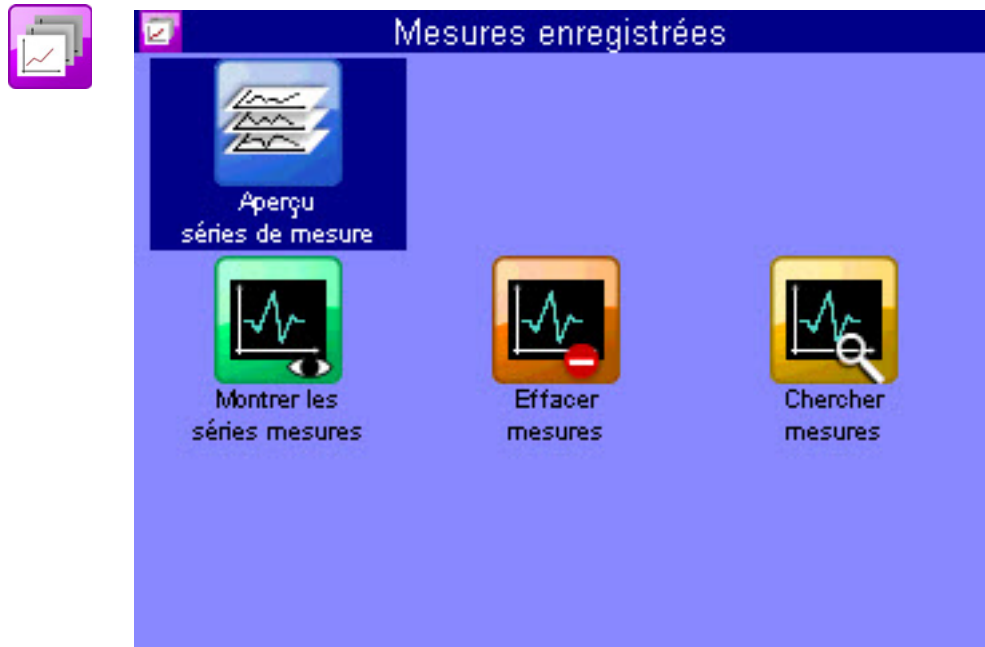 Mesures enregistrées
Aperçu
séries de mesure
Montrer les
séries mesures
Effacer
mesures
Chercher
mesures